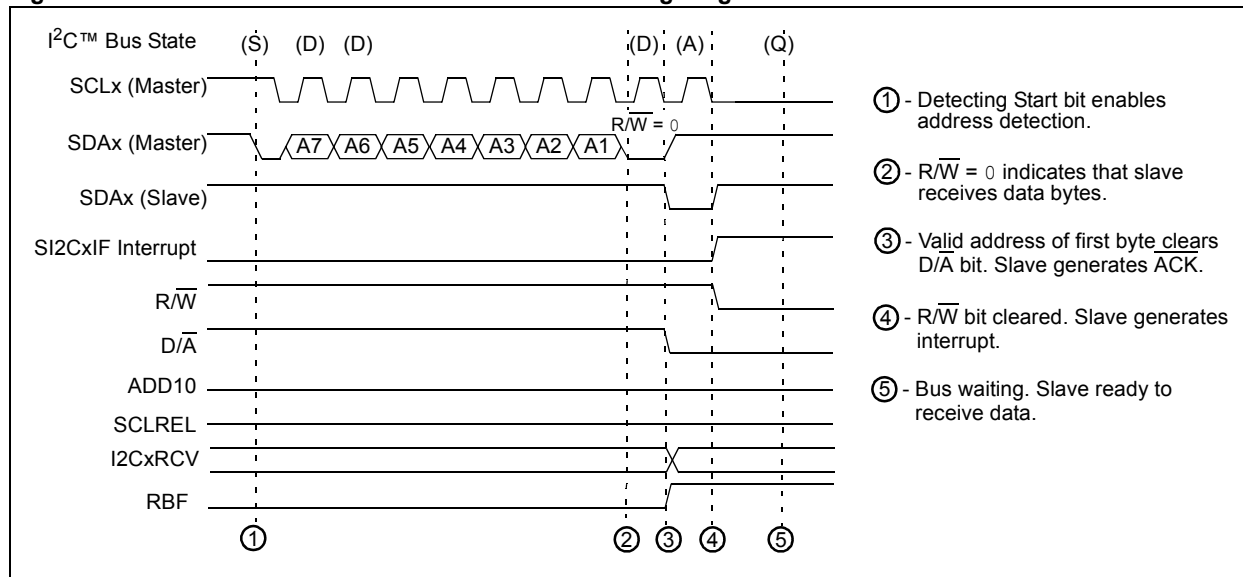 I²C™ Bus State (S) (D) (D) (D) (A) (Q)
SCLx (Master)
R/W̅ = 0
SDAx (Master) A7 A6 A5 A4 A3 A2 A1
SDAx (Slave)
SI2CxIF Interrupt
R/W̅
D/A̅
ADD10
SCLREL
I2CxRCV
RBF
① ② ③ ④ ⑤
① - Detecting Start bit enables
address detection.
② - R/W̅ = 0 indicates that slave
receives data bytes.
③ - Valid address of first byte clears
D/A̅ bit. Slave generates A̅C̅K̅.
④ - R/W̅ bit cleared. Slave generates
interrupt.
⑤ - Bus waiting. Slave ready to
receive data.